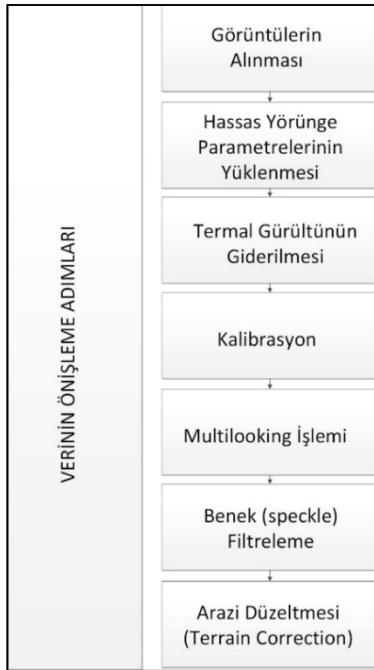 VERİNİN ÖNİŞLEME ADIMLARI
Görüntülerin
Alınması
Hassas Yörünge
Parametrelerinin
Yüklenmesi
Termal Gürültünün
Giderilmesi
Kalibrasyon
Multilooking İşlemi
Benek (speckle)
Filtreleme
Arazi Düzeltmesi
(Terrain Correction)